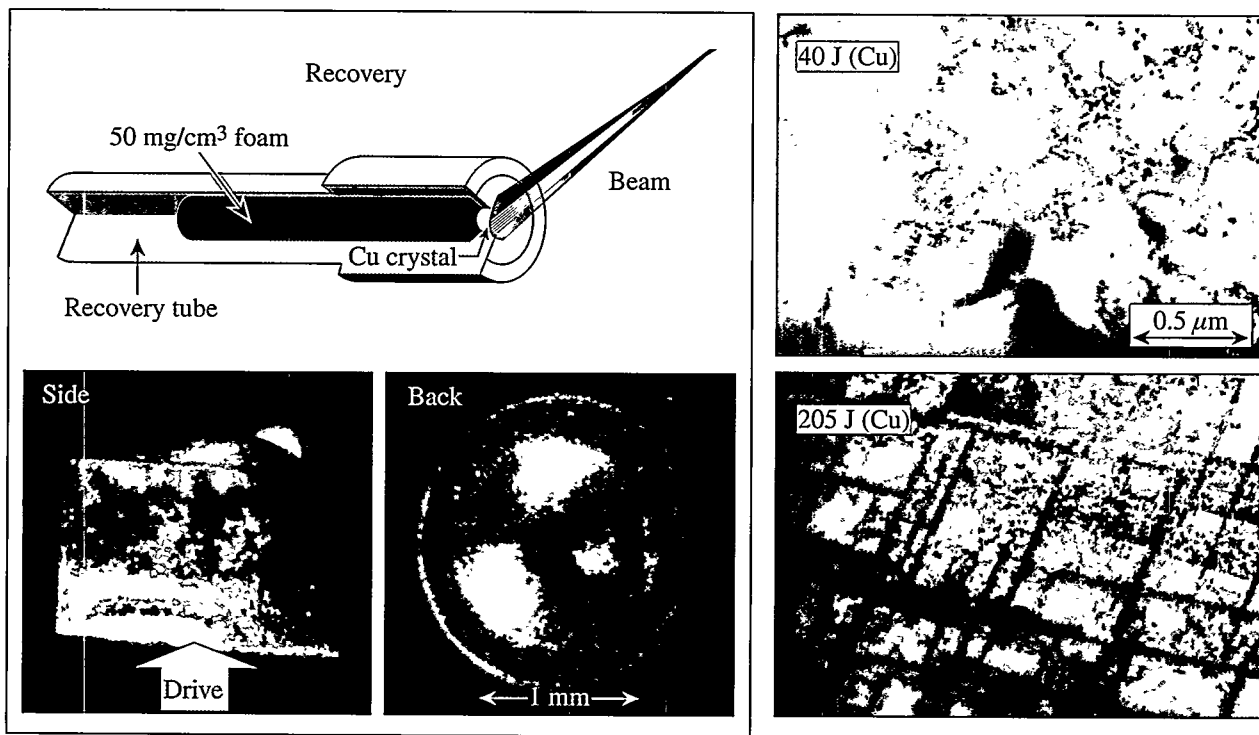 Recovery
50 mg/cm³ foam
Beam
Cu crystal
Recovery tube
Side
Drive
Back
1 mm
40 J (Cu)
0.5 μm
205 J (Cu)